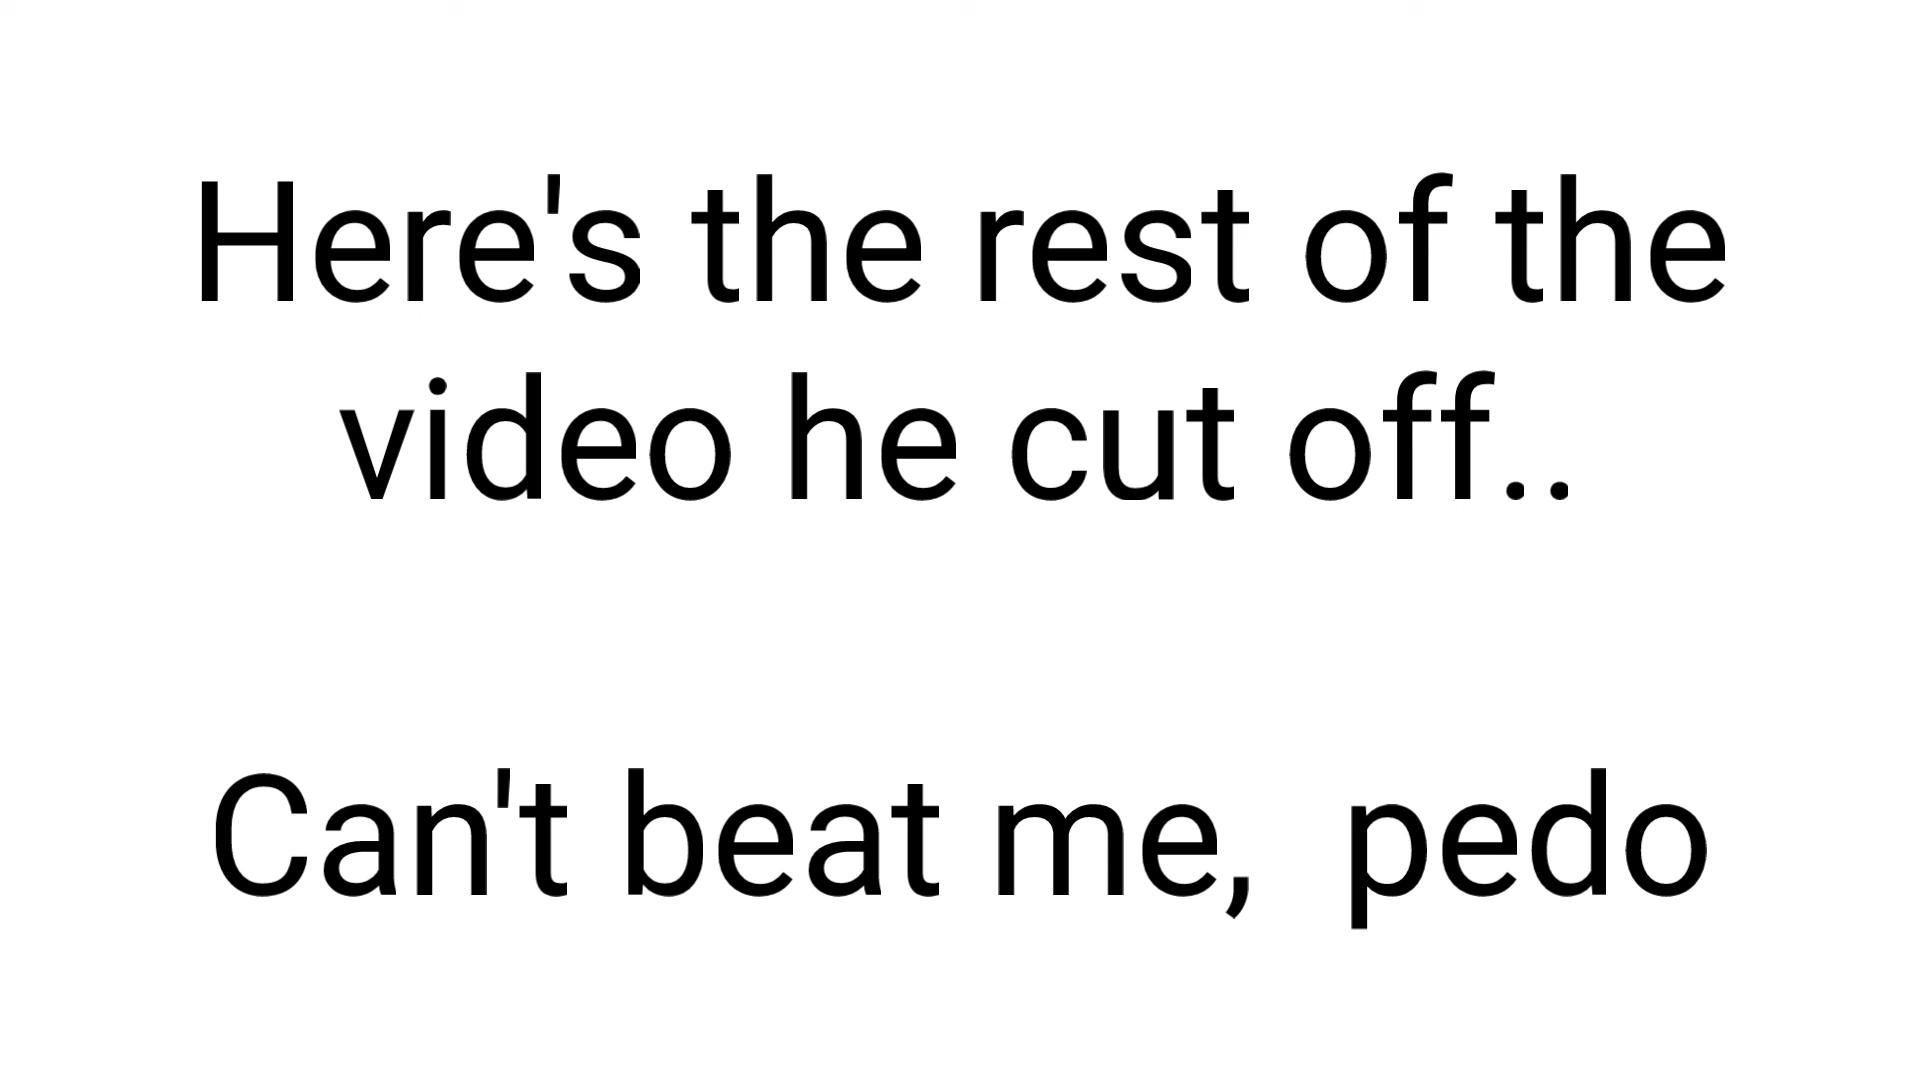 Here's the rest of the
video he cut off..
Can't beat me,  pedo